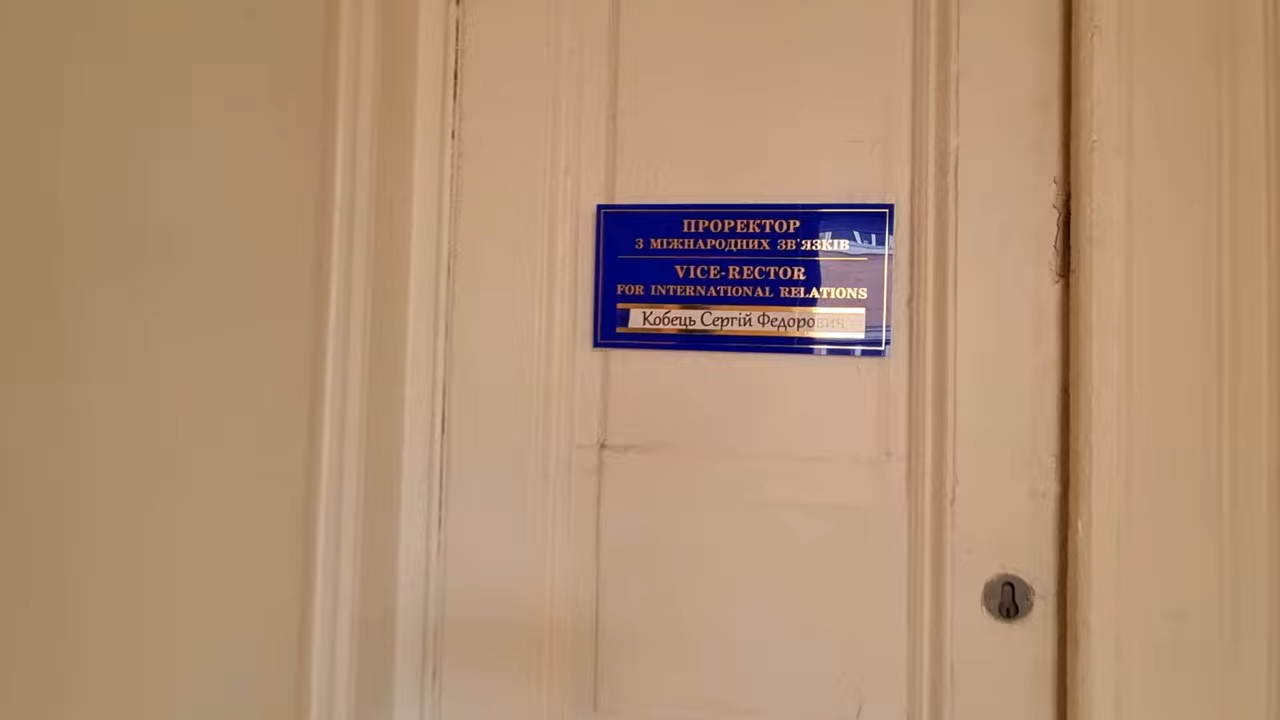 ПРОРЕКТОР
З МІЖНАРОДНИХ ЗВ'ЯЗКІВ
VICE-RECTOR
FOR INTERNATIONAL RELATIONS
Кобець Сергій Федорович